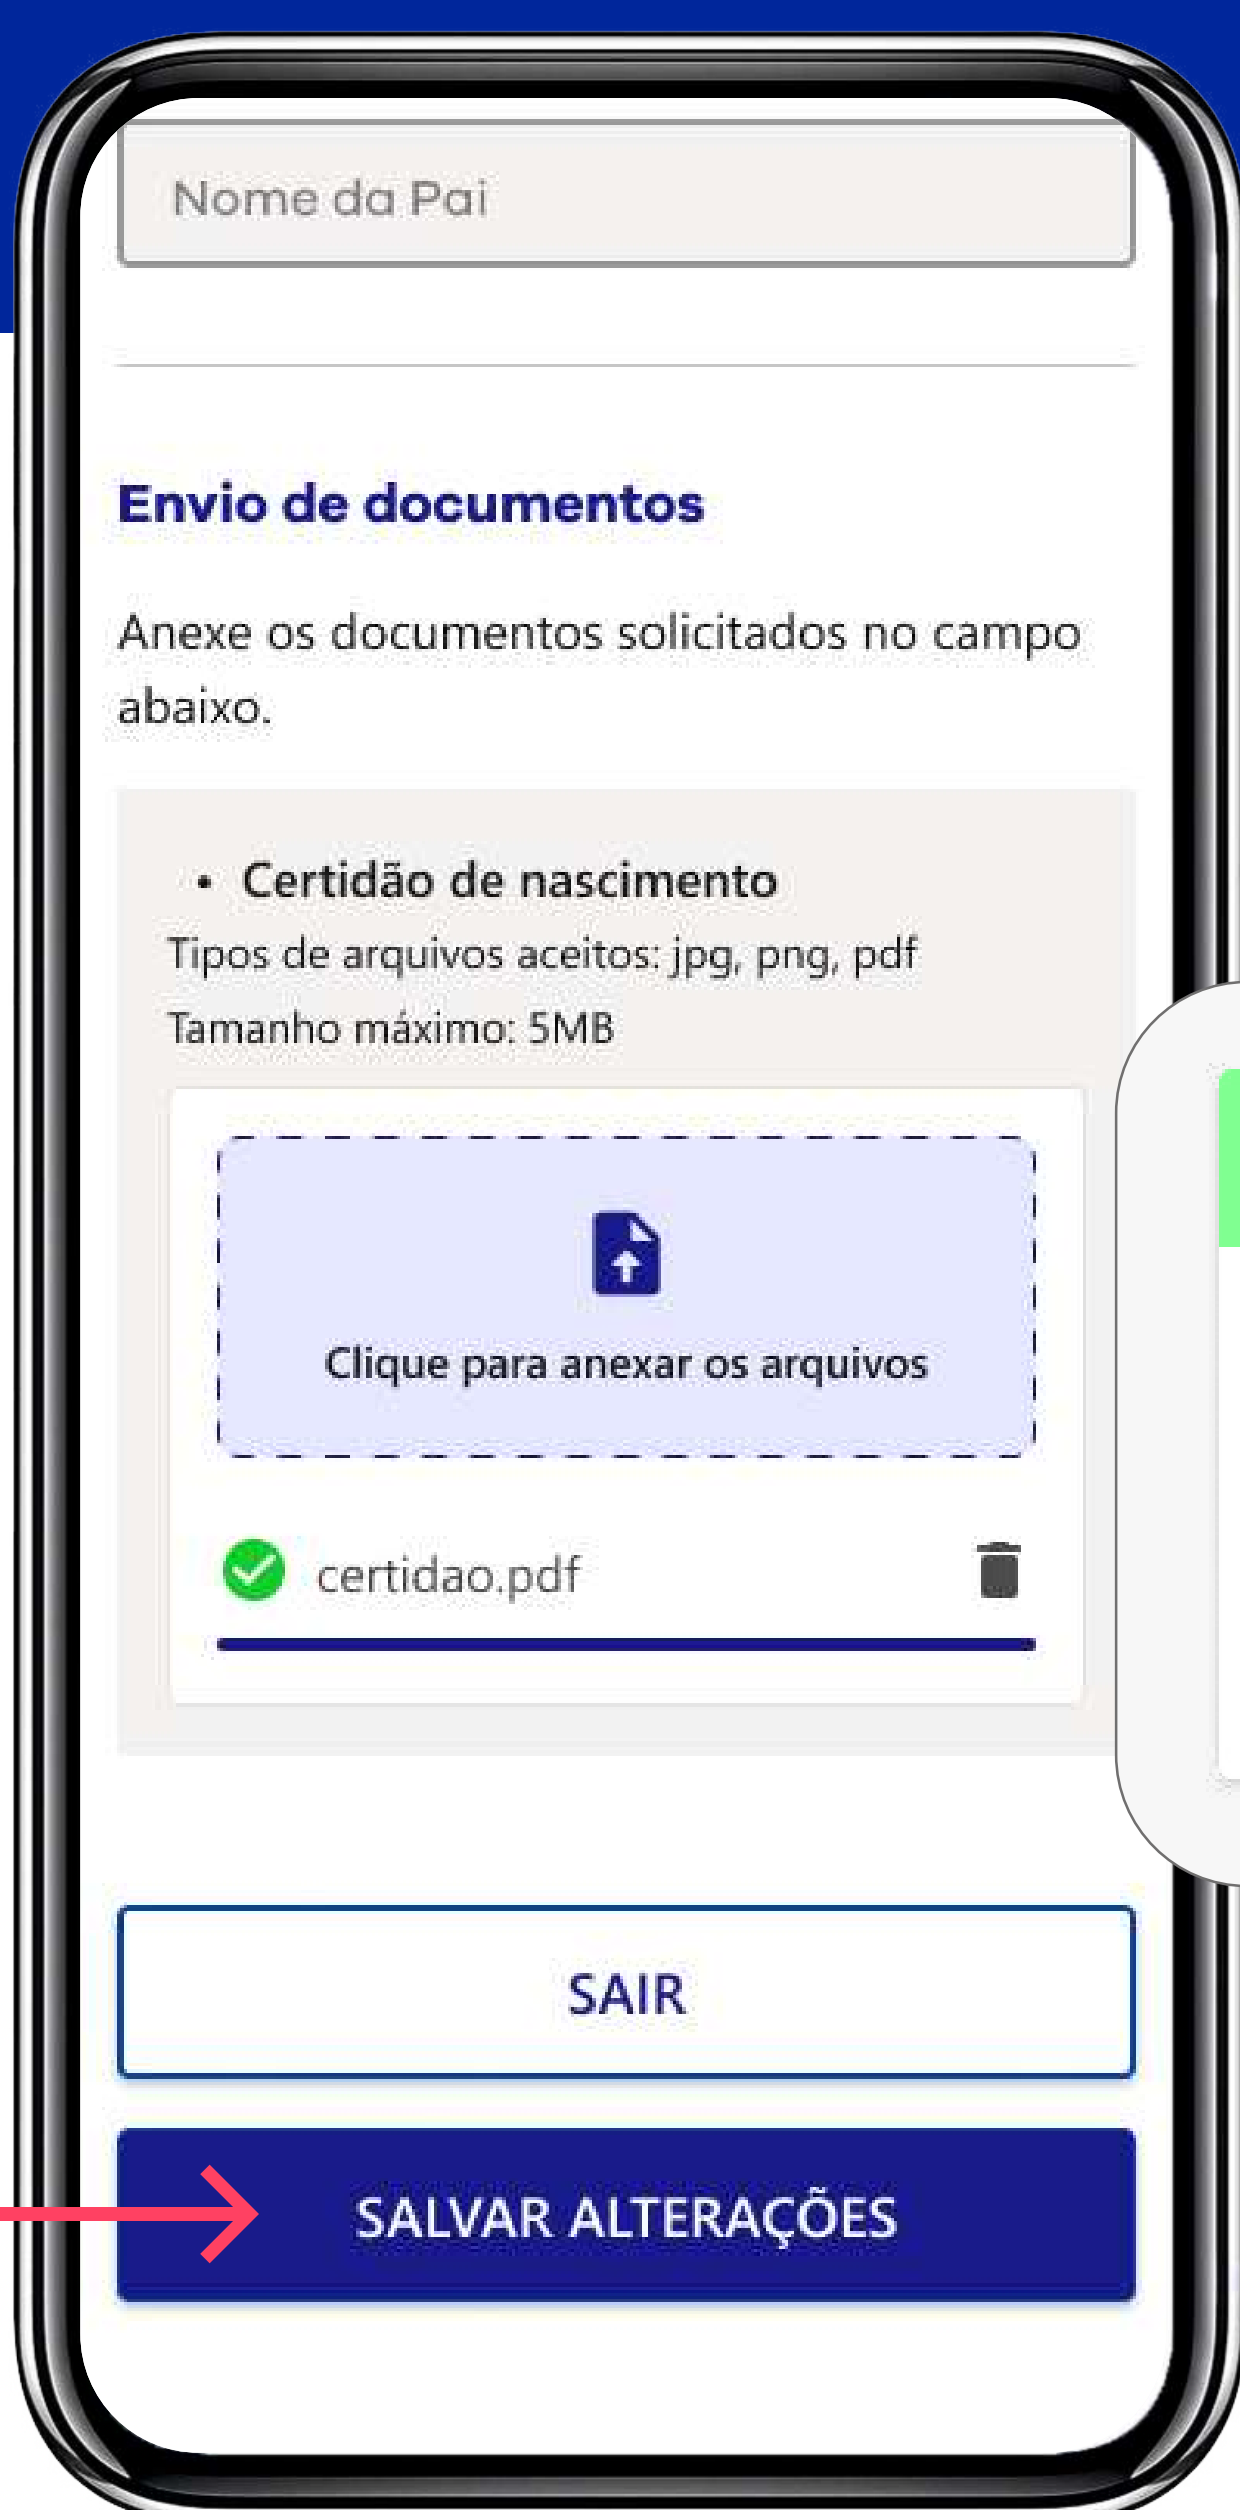 Nome da Pai
Envio de documentos
Anexe os documentos solicitados no campo
abaixo.
• Certidão de nascimento
Tipos de arquivos aceitos: jpg, png, pdf
Tamanho máximo: 5MB
Clique para anexar os arquivos
certidao.pdf
SAIR
SALVAR ALTERAÇÕES